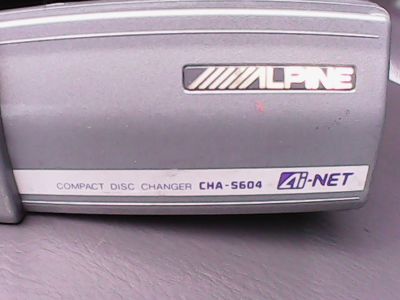 ALPINE
COMPACT DISC CHANGER CHA-S604 Ai-NET